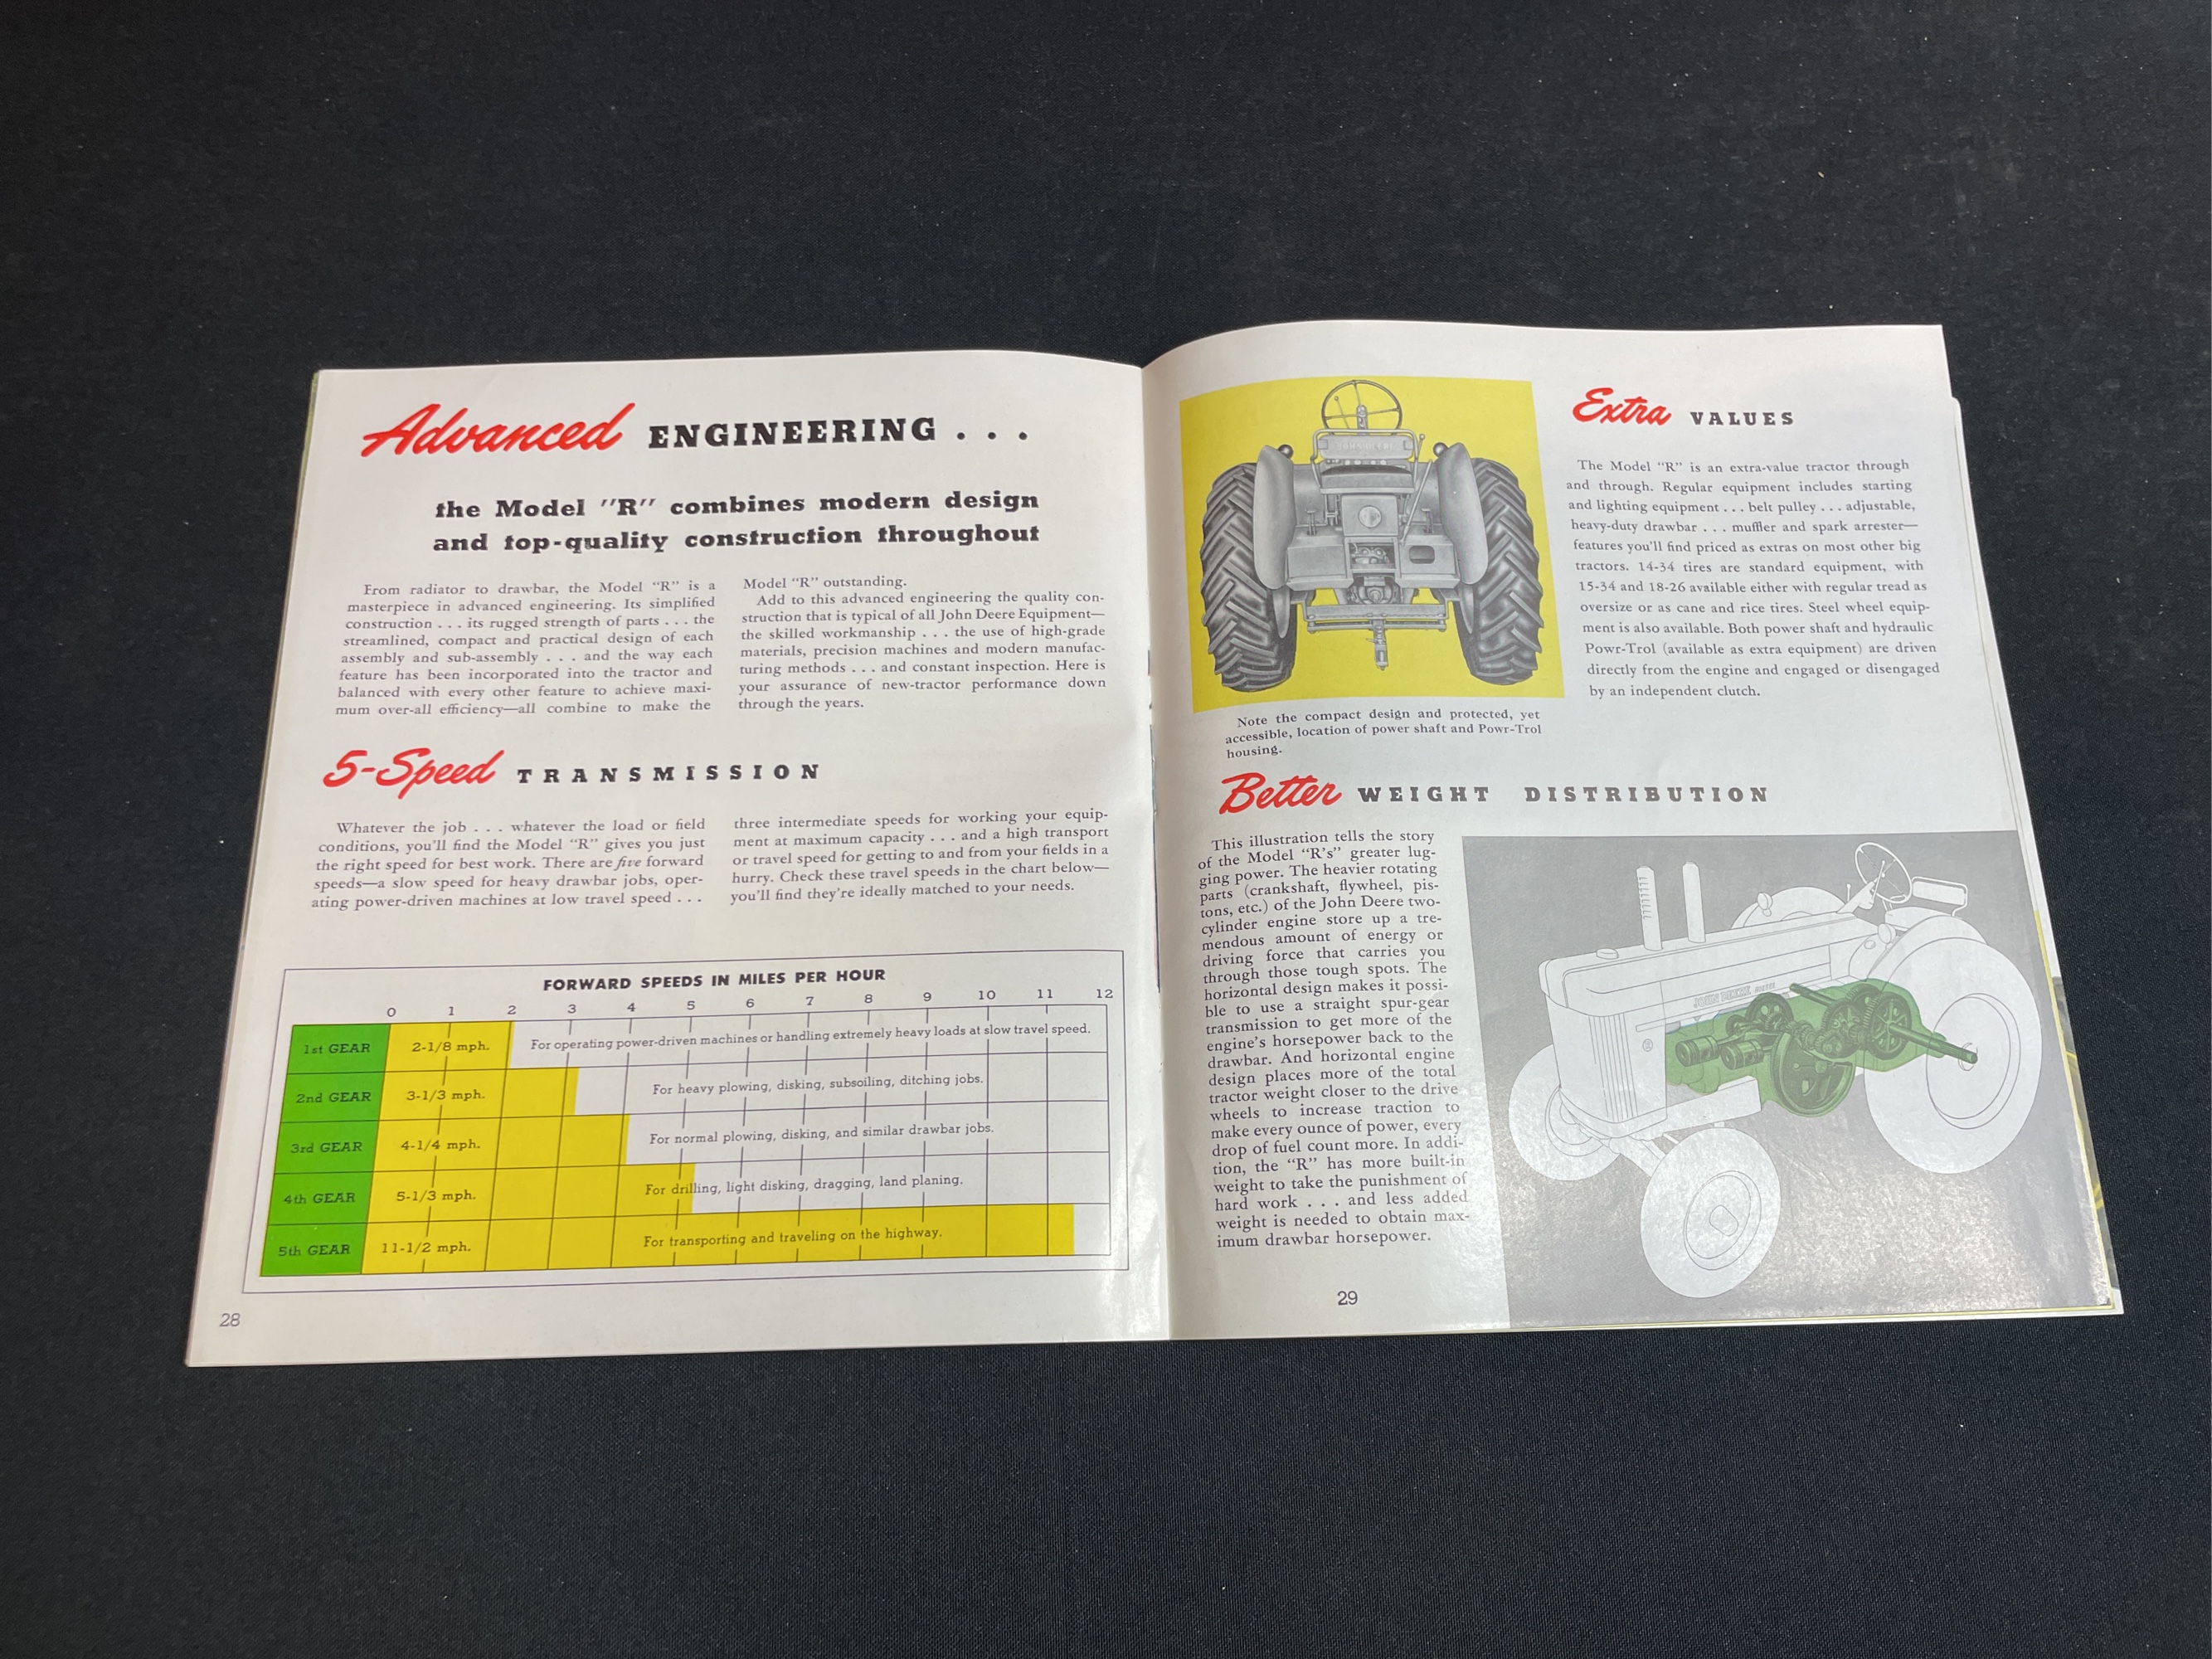 Advanced ENGINEERING . . .
the Model "R" combines modern design
and top-quality construction throughout
From radiator to drawbar, the Model "R" is a
masterpiece in advanced engineering. Its simplified
construction . . . its rugged strength of parts . . . the
streamlined, compact and practical design of each
assembly and sub-assembly . . . and the way each
feature has been incorporated into the tractor and
balanced with every other feature to achieve maxi-
mum over-all efficiency—all combine to make the
Model "R" outstanding.
Add to this advanced engineering the quality con-
struction that is typical of all John Deere Equipment—
the skilled workmanship . . . the use of high-grade
materials, precision machines and modern manufac-
turing methods . . . and constant inspection. Here is
your assurance of new-tractor performance down
through the years.
5-Speed TRANSMISSION
Whatever the job . . . whatever the load or field
conditions, you'll find the Model "R" gives you just
the right speed for best work. There are five forward
speeds—a slow speed for heavy drawbar jobs, oper-
ating power-driven machines at low travel speed . . .
three intermediate speeds for working your equip-
ment at maximum capacity . . . and a high transport
or travel speed for getting to and from your fields in a
hurry. Check these travel speeds in the chart below—
you'll find they're ideally matched to your needs.
FORWARD SPEEDS IN MILES PER HOUR
0 1 2 3 4 5 6 7 8 9 10 11 12
1st GEAR 2-1/8 mph. For operating power-driven machines or handling extremely heavy loads at slow travel speed.
2nd GEAR 3-1/3 mph. For heavy plowing, disking, subsoiling, ditching jobs.
3rd GEAR 4-1/4 mph. For normal plowing, disking, and similar drawbar jobs.
4th GEAR 5-1/3 mph. For drilling, light disking, dragging, land planing.
5th GEAR 11-1/2 mph. For transporting and traveling on the highway.
28
JOHN DEERE
Note the compact design and protected, yet
accessible, location of power shaft and Powr-Trol
housing.
Extra VALUES
The Model "R" is an extra-value tractor through
and through. Regular equipment includes starting
and lighting equipment . . . belt pulley . . . adjustable,
heavy-duty drawbar . . . muffler and spark arrester—
features you'll find priced as extras on most other big
tractors. 14-34 tires are standard equipment, with
15-34 and 18-26 available either with regular tread as
oversize or as cane and rice tires. Steel wheel equip-
ment is also available. Both power shaft and hydraulic
Powr-Trol (available as extra equipment) are driven
directly from the engine and engaged or disengaged
by an independent clutch.
Better WEIGHT DISTRIBUTION
This illustration tells the story
of the Model "R's" greater lug-
ging power. The heavier rotating
parts (crankshaft, flywheel, pis-
tons, etc.) of the John Deere two-
cylinder engine store up a tre-
mendous amount of energy or
driving force that carries you
through those tough spots. The
horizontal design makes it possi-
ble to use a straight spur-gear
transmission to get more of the
engine's horsepower back to the
drawbar. And horizontal engine
design places more of the total
tractor weight closer to the drive
wheels to increase traction to
make every ounce of power, every
drop of fuel count more. In addi-
tion, the "R" has more built-in
weight to take the punishment of
hard work . . . and less added
weight is needed to obtain max-
imum drawbar horsepower.
JOHN DEERE DIESEL
29